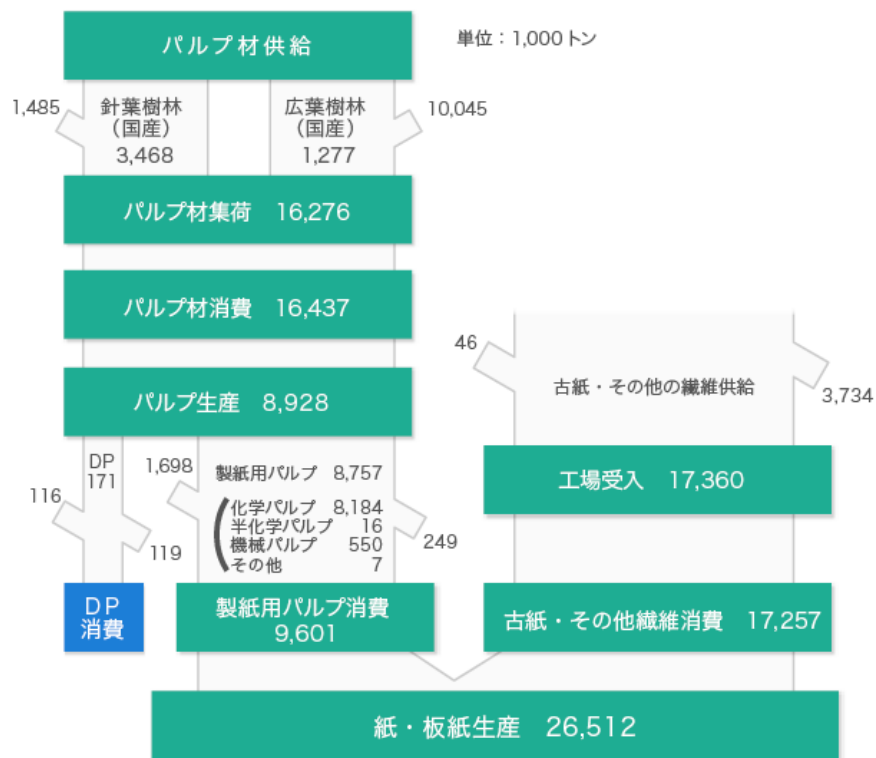 パルプ材供給
単位：1,000トン
1,485
針葉樹林
（国産）
3,468
広葉樹林
（国産）
1,277
10,045
パルプ材集荷 16,276
パルプ材消費 16,437
パルプ生産 8,928
46
古紙・その他の繊維供給
3,734
工場受入 17,360
DP
171
116
119
1,698
製紙用パルプ 8,757
化学パルプ 8,184
半化学パルプ 16
機械パルプ 550
その他 7
249
DP
消費
製紙用パルプ消費
9,601
古紙・その他繊維消費 17,257
紙・板紙生産 26,512